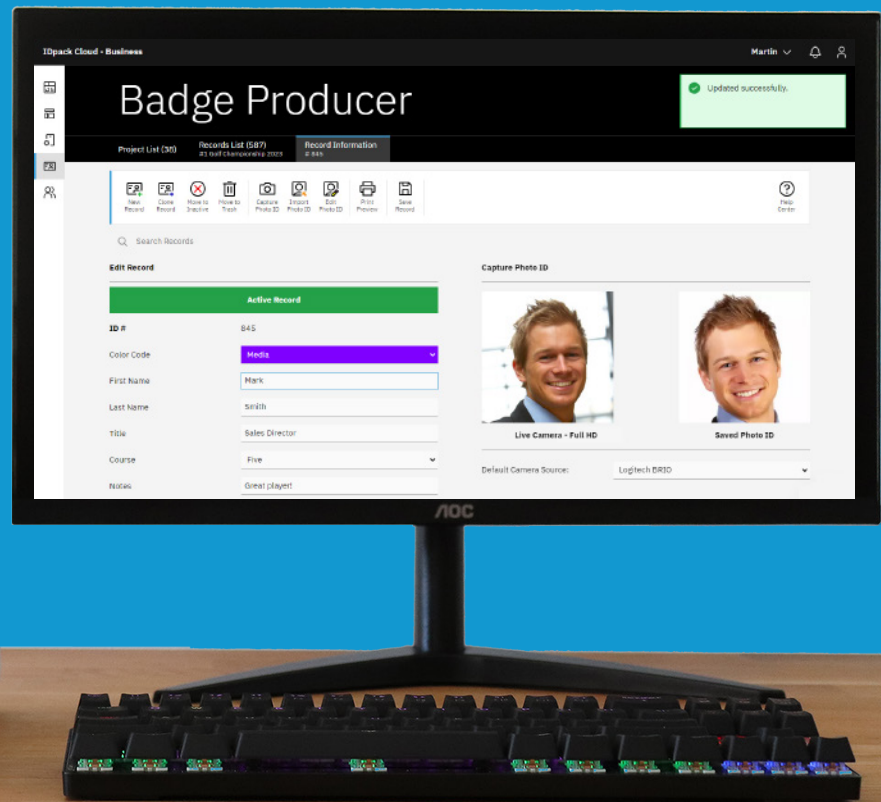 IDpack Cloud - Business
Martin
Badge Producer
Updated successfully.
Project List (38)
Records List (587)
#1 Golf Championship 2023
Record Information
# 845
New Record
Clone Record
Move to Inactive
Move to Trash
Capture Photo ID
Import Photo ID
Edit Photo ID
Print Preview
Save Record
Help Center
Search Records
Edit Record
Capture Photo ID
Active Record
ID #
845
Color Code
Media
First Name
Mark
Last Name
Smith
Title
Sales Director
Course
Five
Notes
Great player!
Live Camera - Full HD
Saved Photo ID
Default Camera Source:
Logitech BRIO
AOC